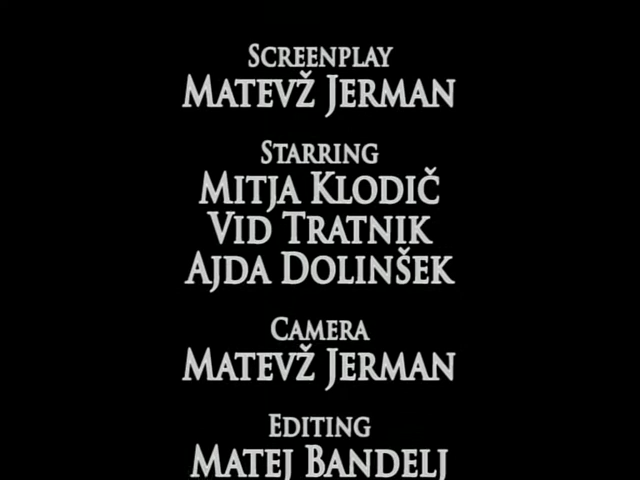 Screenplay
Matevž Jerman
Starring
Mitja Klodič
Vid Tratnik
Ajda Dolinšek
Camera
Matevž Jerman
Editing
Matej Bandelj